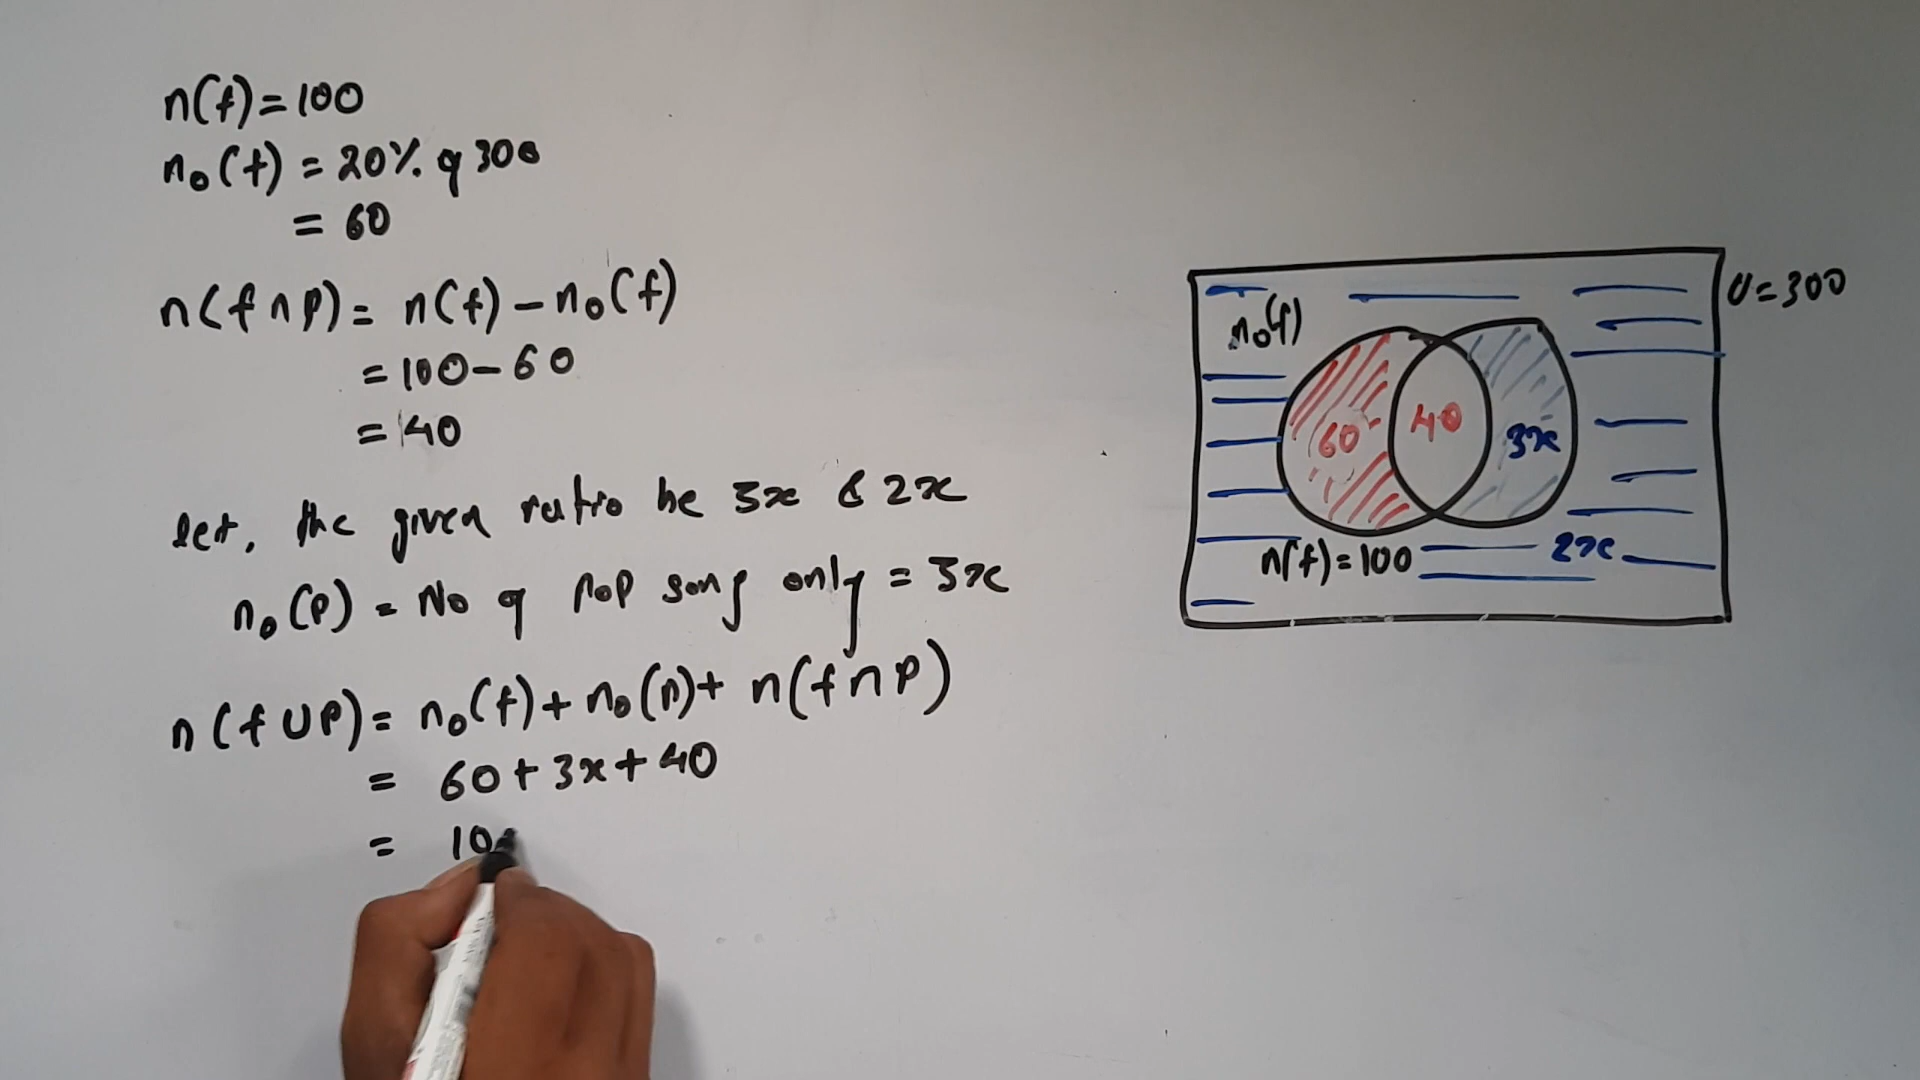 n(f)=100
n₀(f) = 20% of 300
= 60
n(f∩p)= n(f)-n₀(f)
=100-60
= 40
let, the given ratio be 3x & 2x
n₀(p) = No of pop song only = 3x
n(f∪p)= n₀(f)+n₀(p)+ n(f∩p)
= 60+3x+40
= 10
U=300
n₀(f)
60 40 3x
n(f)=100 2x